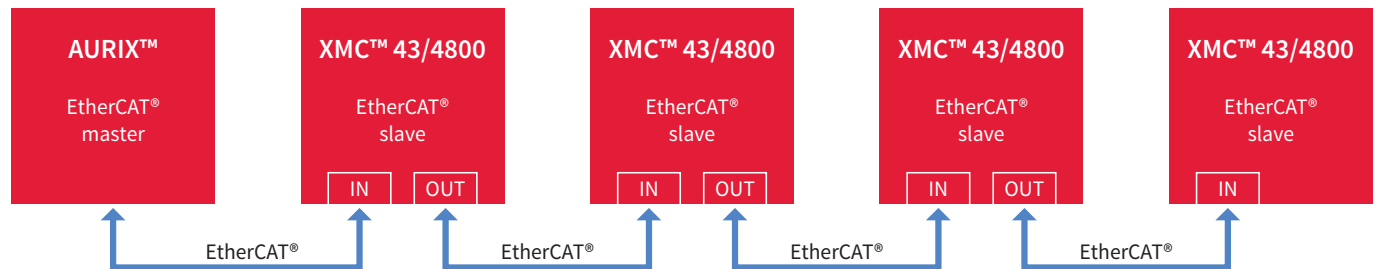 AURIX™
EtherCAT®
master
XMC™ 43/4800
EtherCAT®
slave
IN
OUT
XMC™ 43/4800
EtherCAT®
slave
IN
OUT
XMC™ 43/4800
EtherCAT®
slave
IN
OUT
XMC™ 43/4800
EtherCAT®
slave
IN
EtherCAT®
EtherCAT®
EtherCAT®
EtherCAT®